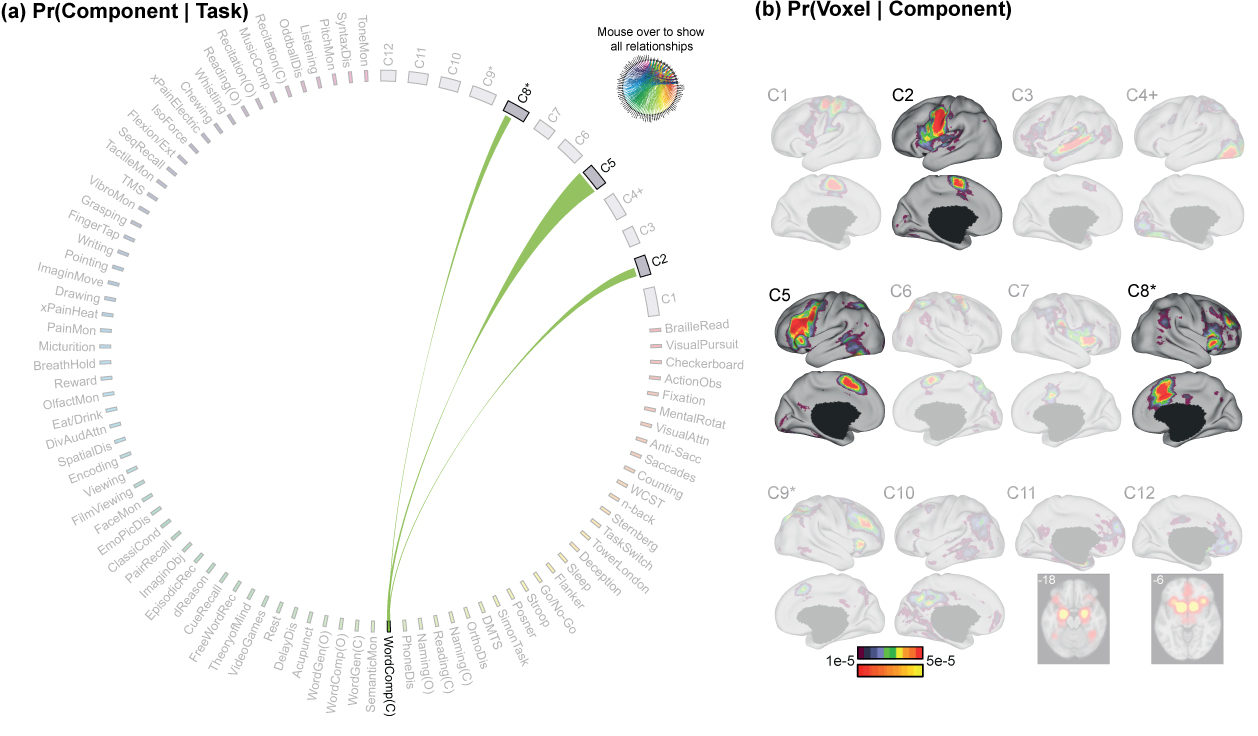 (a) Pr(Component | Task)
(b) Pr(Voxel | Component)
Mouse over to show
all relationships
C12
C11
C10
C9*
C8*
C7
C6
C5
C4+
C3
C2
C1
BrailleRead
VisualPursuit
Checkerboard
ActionObs
Fixation
MentalRotat
VisualAttn
Anti-Sacc
Saccades
Counting
WCST
n-back
Sternberg
TaskSwitch
TowerLondon
Deception
Sleep
Flanker
Go/No-Go
Stroop
Posner
SimonTask
DMTS
OrthoDis
Naming(C)
Reading(C)
Naming(O)
PhoneDis
WordComp(C)
SemanticMon
WordGen(C)
WordComp(O)
WordGen(O)
Acupunct
DelayDis
Rest
VideoGames
TheoryofMind
FreeWordRec
CueRecall
dReason
EpisodicRec
ImaginObj
PairRecall
ClassiCond
EmoPicDis
FaceMon
FilmViewing
Viewing
Encoding
SpatialDis
DivAudAttn
Eat/Drink
OlfactMon
Reward
BreathHold
Micturition
PainMon
xPainHeat
Drawing
ImaginMove
Pointing
Writing
FingerTap
Grasping
VibroMon
TMS
TactileMon
SeqRecall
Flexion/Ext
IsoForce
xPainElectric
Chewing
Whistling
Reading(O)
Recitation(O)
MusicComp
Recitation(C)
OddballDis
Listening
PitchMon
SyntaxDis
ToneMon
C1
C2
C3
C4+
C5
C6
C7
C8*
C9*
C10
C11
C12
-18
-6
1e-5
5e-5